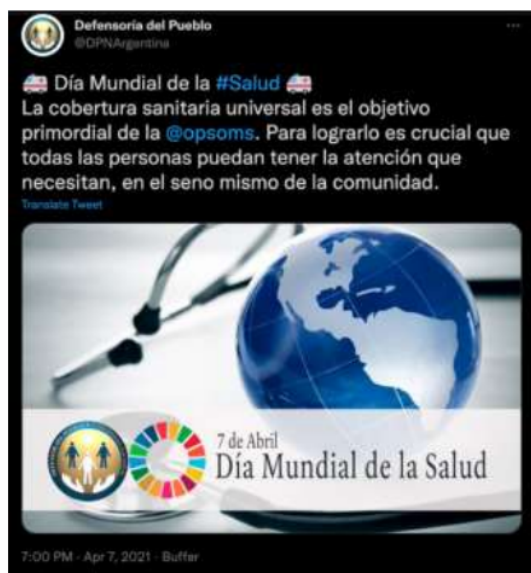 Defensoría del Pueblo
@DPNArgentina
Día Mundial de la #Salud
La cobertura sanitaria universal es el objetivo
primordial de la @opsoms. Para lograrlo es crucial que
todas las personas puedan tener la atención que
necesitan, en el seno mismo de la comunidad.
Translate Tweet
7 de Abril
Día Mundial de la Salud
7:00 PM · Apr 7, 2021 · Buffer